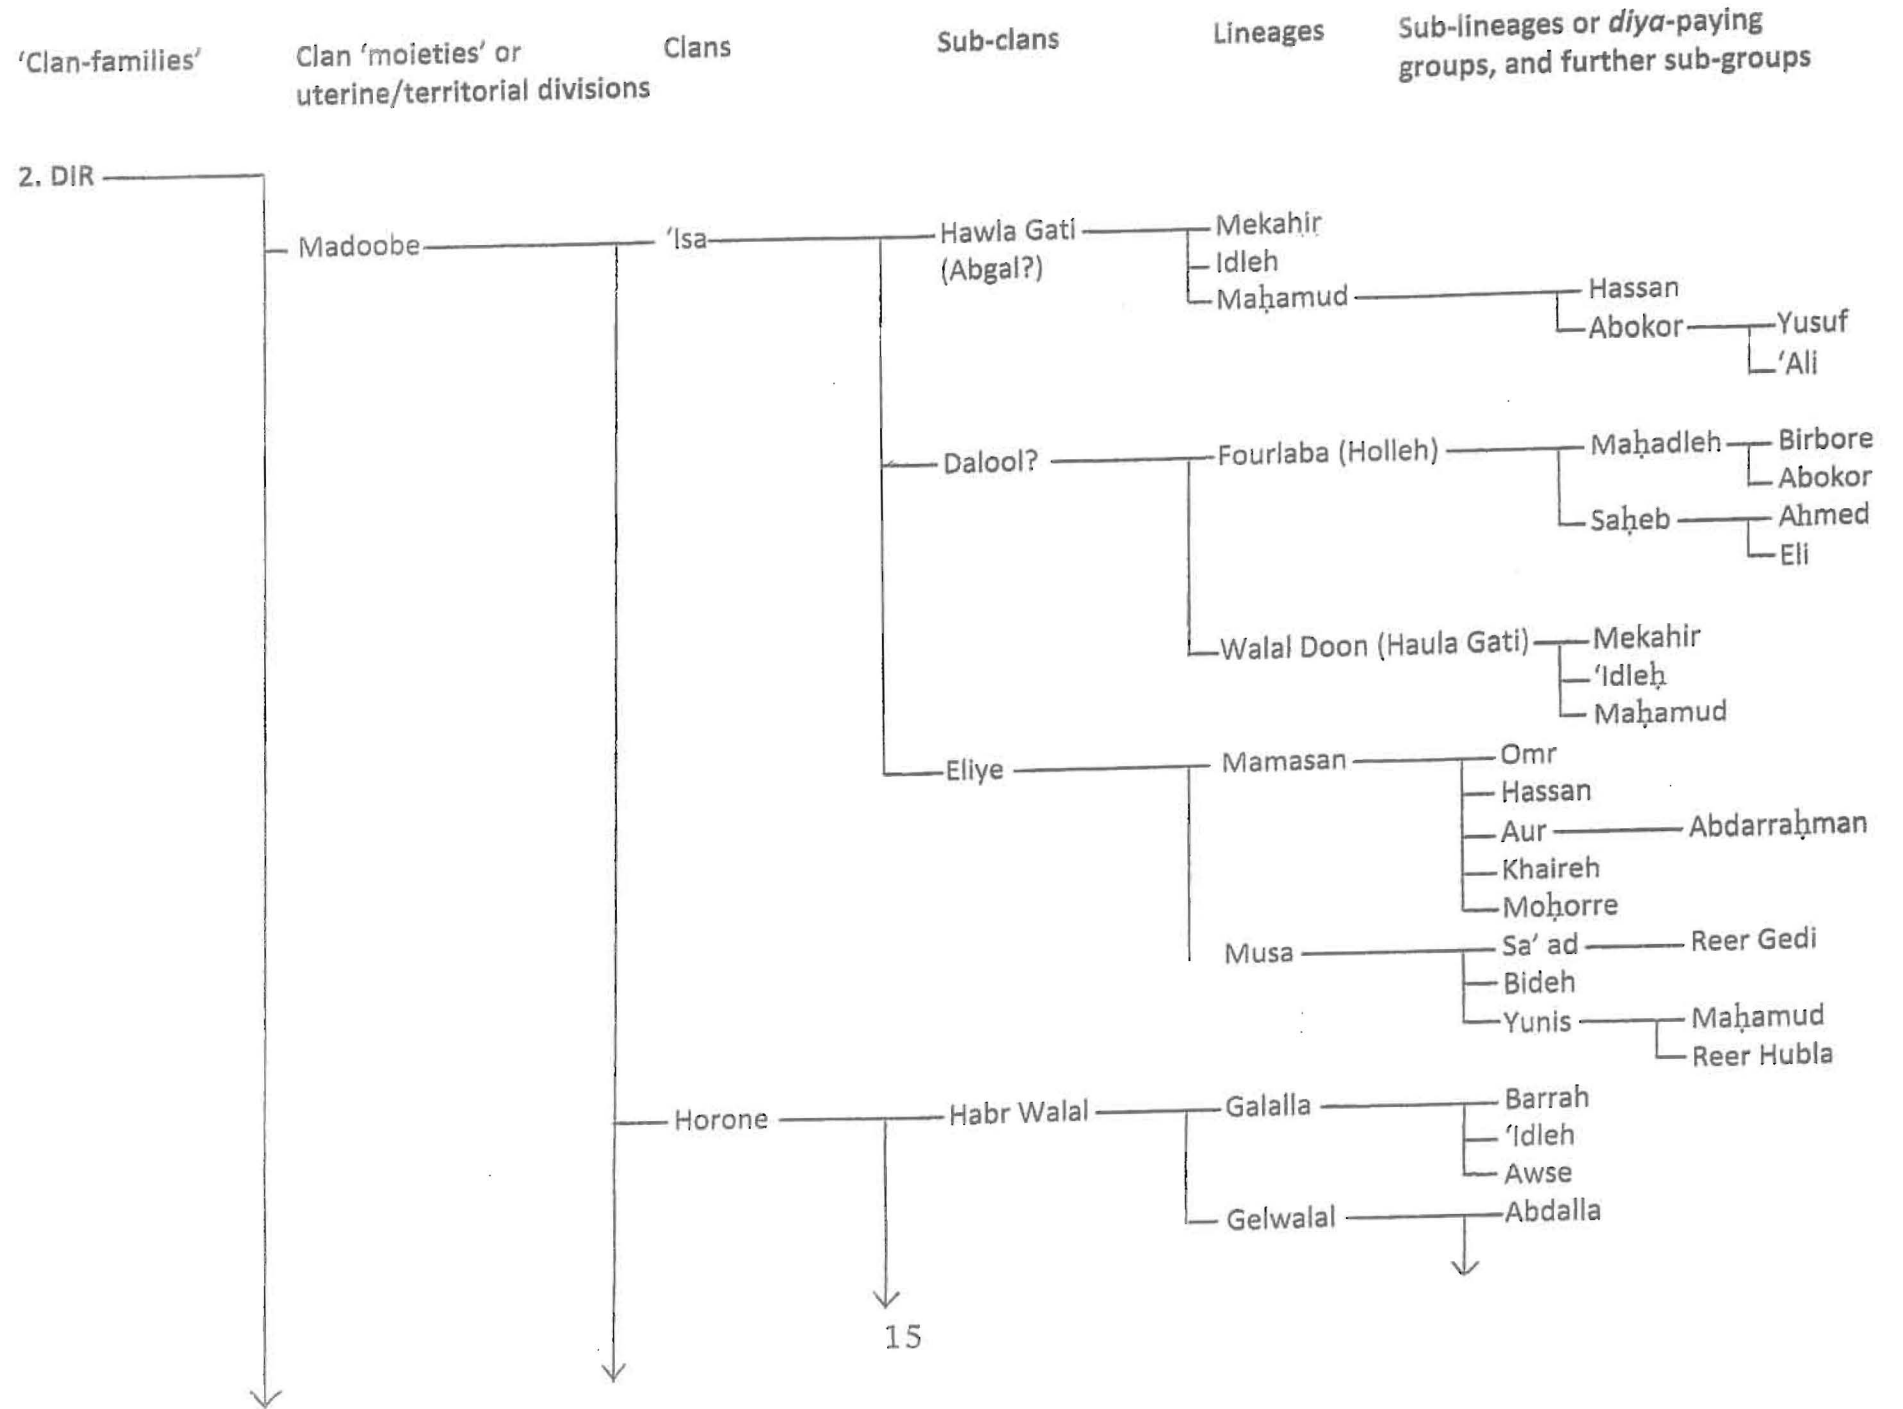 'Clan-families'
Clan 'moieties' or
uterine/territorial divisions
Clans
Sub-clans
Lineages
Sub-lineages or diya-paying
groups, and further sub-groups
2. DIR
Madoobe
'Isa
Hawla Gati
(Abgal?)
Mekahir
Idleh
Maḥamud
Hassan
Abokor
Yusuf
'Ali
Dalool?
Fourlaba (Holleh)
Maḥadleh
Birbore
Abokor
Saḥeb
Ahmed
Eli
Walal Doon (Haula Gati)
Mekahir
'Idleḥ
Maḥamud
Eliye
Mamasan
Omr
Hassan
Aur
Abdarraḥman
Khaireh
Moḥorre
Musa
Sa' ad
Reer Gedi
Bideh
Yunis
Maḥamud
Reer Hubla
Horone
Habr Walal
Galalla
Barrah
'Idleh
Awse
Gelwalal
Abdalla
15